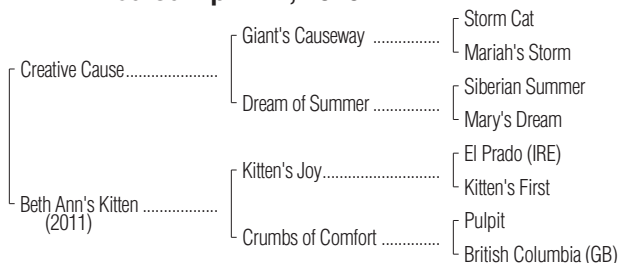 Storm Cat
Giant's Causeway ................
Mariah's Storm
Creative Cause......................
Siberian Summer
Dream of Summer ................
Mary's Dream
El Prado (IRE)
Kitten's Joy............................
Kitten's First
Beth Ann's Kitten ..................
(2011)
Pulpit
Crumbs of Comfort ..............
British Columbia (GB)